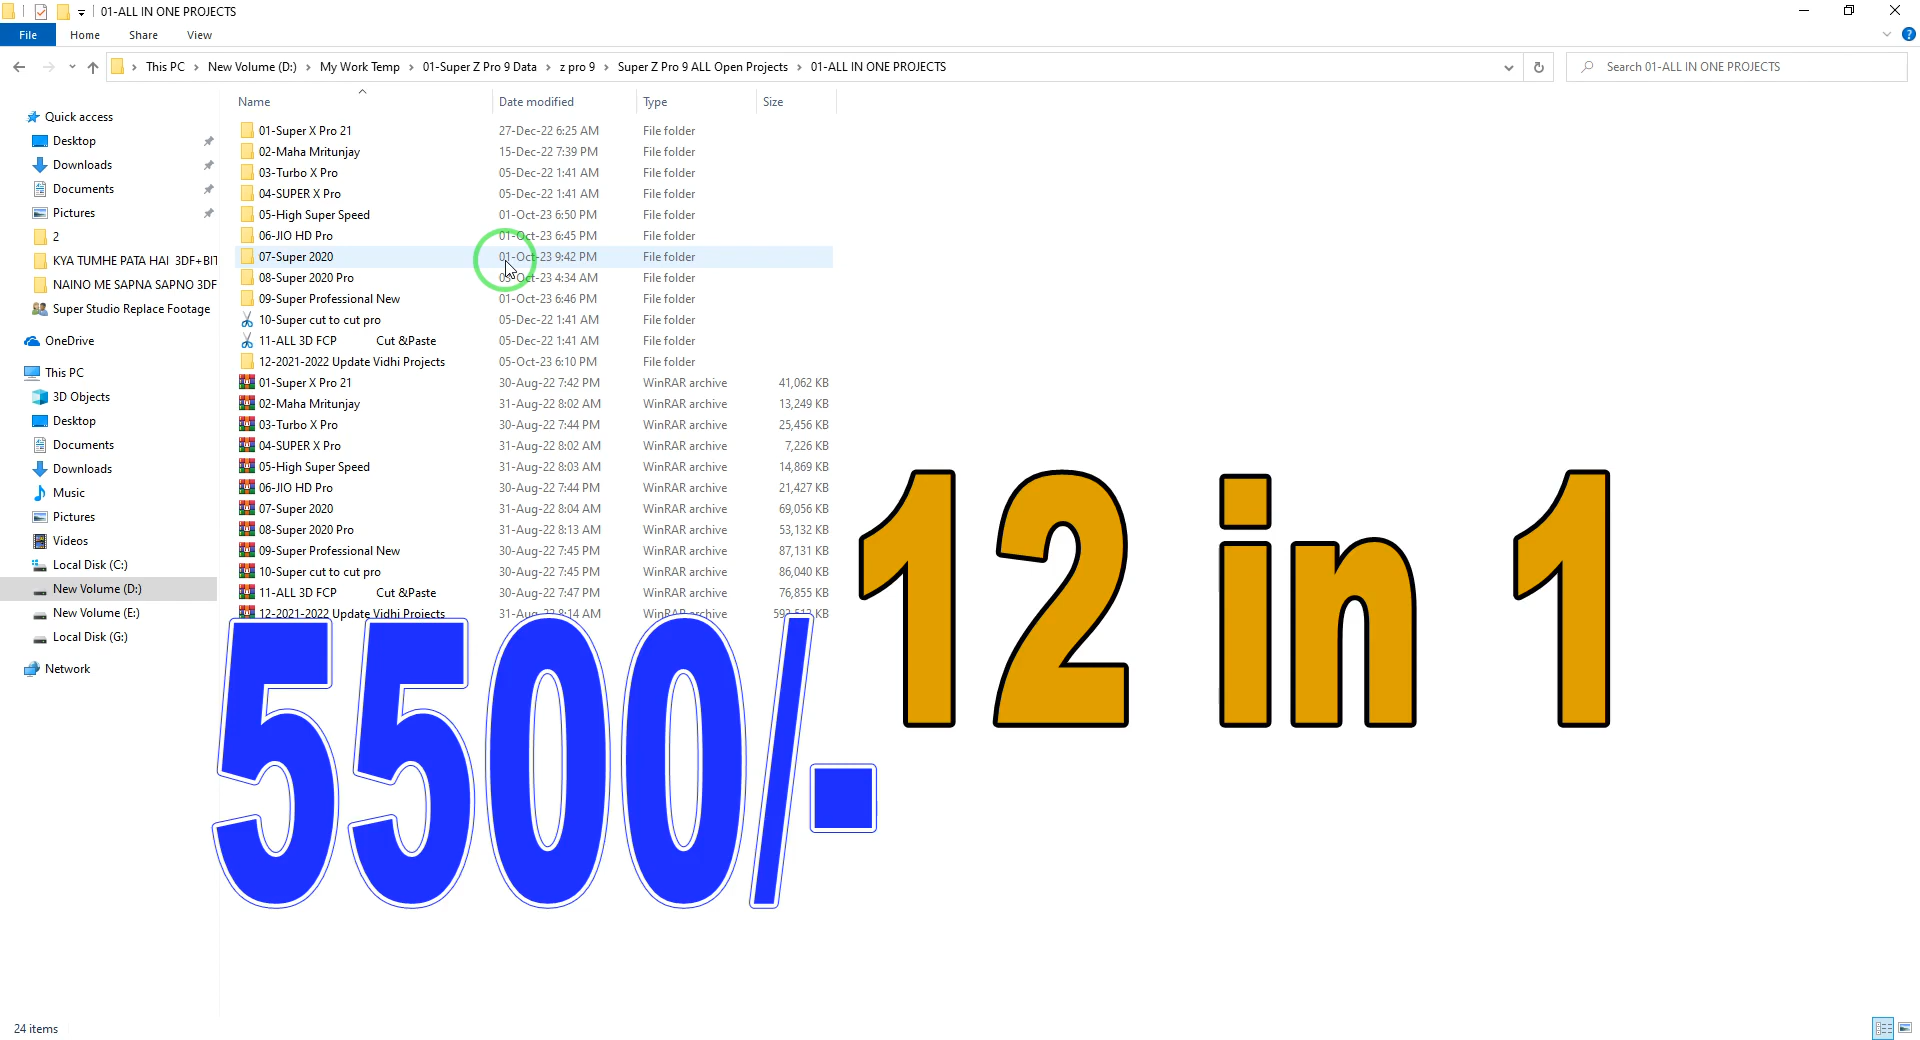 01-ALL IN ONE PROJECTS
File Home Share View
This PC New Volume (D:) My Work Temp 01-Super Z Pro 9 Data z pro 9 Super Z Pro 9 ALL Open Projects 01-ALL IN ONE PROJECTS Search 01-ALL IN ONE PROJECTS
Name Date modified Type Size
Quick access
Desktop
Downloads
Documents
Pictures
2
KYA TUMHE PATA HAI 3DF+BIT
NAINO ME SAPNA SAPNO 3DF
Super Studio Replace Footage
OneDrive
This PC
3D Objects
Desktop
Documents
Downloads
Music
Pictures
Videos
Local Disk (C:)
New Volume (D:)
New Volume (E:)
Local Disk (G:)
Network
01-Super X Pro 21 27-Dec-22 6:25 AM File folder
02-Maha Mritunjay 15-Dec-22 7:39 PM File folder
03-Turbo X Pro 05-Dec-22 1:41 AM File folder
04-SUPER X Pro 05-Dec-22 1:41 AM File folder
05-High Super Speed 01-Oct-23 6:50 PM File folder
06-JIO HD Pro 01-Oct-23 6:45 PM File folder
07-Super 2020 01-Oct-23 9:42 PM File folder
08-Super 2020 Pro 4:34 AM File folder
09-Super Professional New 01-Oct-23 6:46 PM File folder
10-Super cut to cut pro 05-Dec-22 1:41 AM File folder
11-ALL 3D FCP Cut &Paste 05-Dec-22 1:41 AM File folder
12-2021-2022 Update Vidhi Projects 05-Oct-23 6:10 PM File folder
01-Super X Pro 21 30-Aug-22 7:42 PM WinRAR archive 41,062 KB
02-Maha Mritunjay 31-Aug-22 8:02 AM WinRAR archive 13,249 KB
03-Turbo X Pro 30-Aug-22 7:44 PM WinRAR archive 25,456 KB
04-SUPER X Pro 31-Aug-22 8:02 AM WinRAR archive 7,226 KB
05-High Super Speed 31-Aug-22 8:03 AM WinRAR archive 14,869 KB
06-JIO HD Pro 30-Aug-22 7:44 PM WinRAR archive 21,427 KB
07-Super 2020 31-Aug-22 8:04 AM WinRAR archive 69,056 KB
08-Super 2020 Pro 31-Aug-22 8:13 AM WinRAR archive 53,132 KB
09-Super Professional New 30-Aug-22 7:45 PM WinRAR archive 87,131 KB
10-Super cut to cut pro 30-Aug-22 7:45 PM WinRAR archive 86,040 KB
11-ALL 3D FCP Cut &Paste 30-Aug-22 7:47 PM WinRAR archive 76,855 KB
12-2021-2022 Update Vidhi Projects 31-Aug-22 8:14 AM WinRAR archive KB
12 in 1
5500/-
24 items